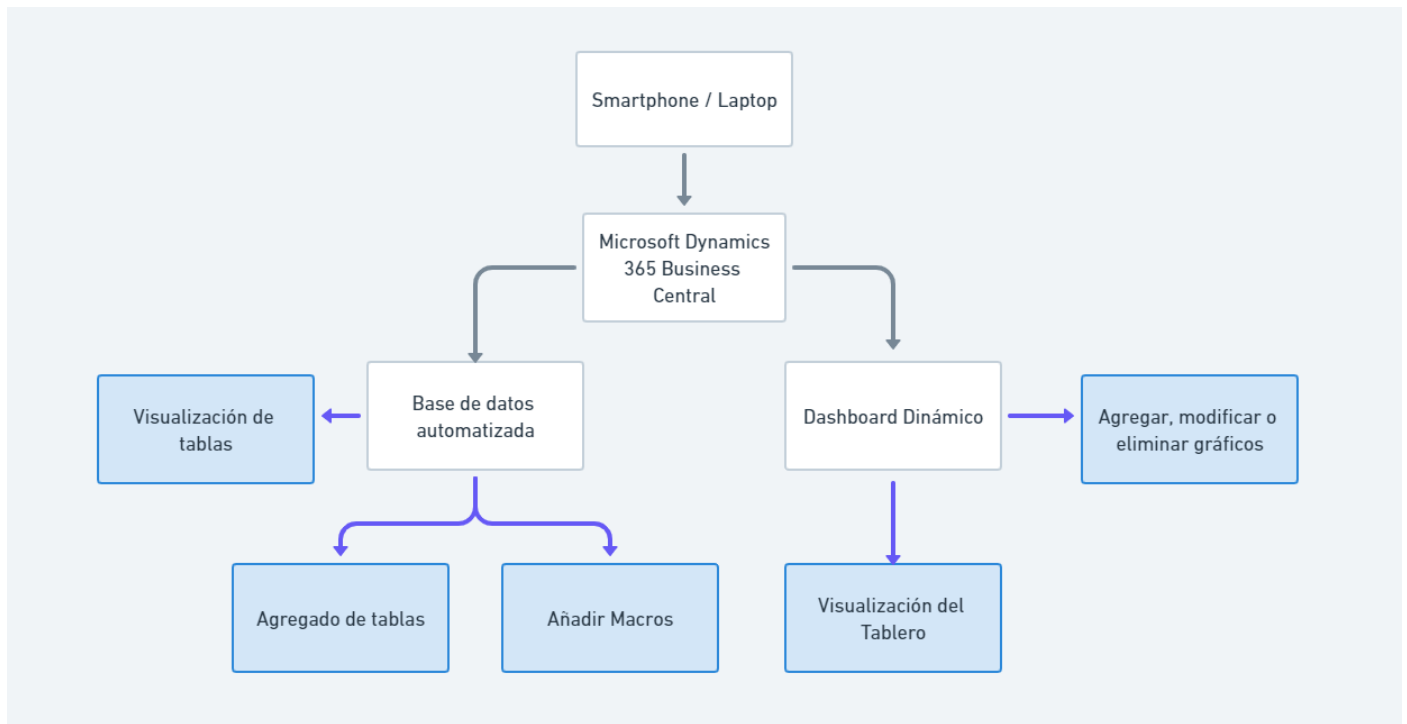 Smartphone / Laptop
Microsoft Dynamics
365 Business
Central
Visualización de
tablas
Base de datos
automatizada
Dashboard Dinámico
Agregar, modificar o
eliminar gráficos
Agregado de tablas
Añadir Macros
Visualización del
Tablero